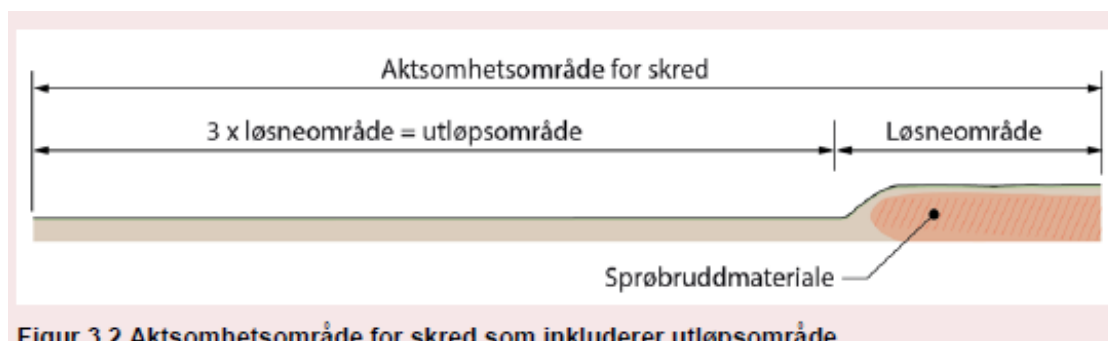 Aktsomhetsområde for skred
3 x løsneområde = utløpsområde
Løsneområde
Sprøbruddmateriale
Figur 3.2 Aktsomhetsområde for skred som inkluderer utløpsområde